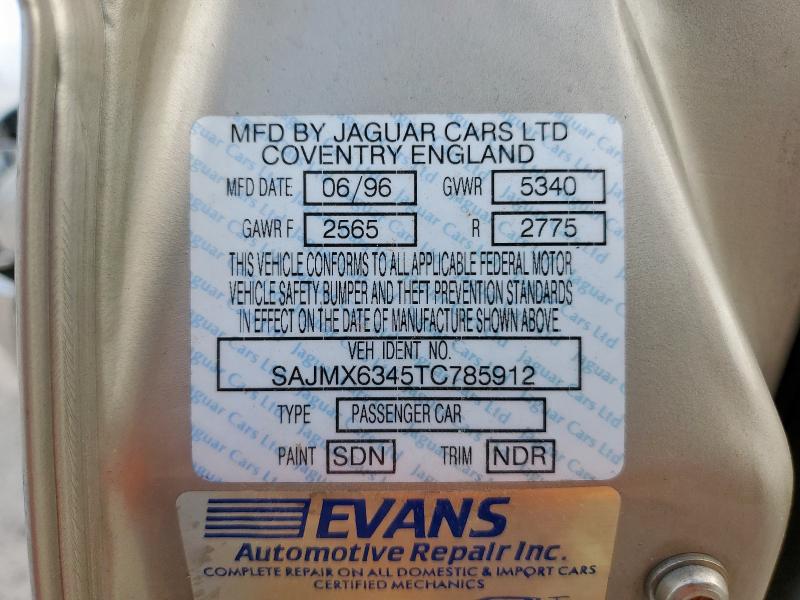 MFD BY JAGUAR CARS LTD
COVENTRY ENGLAND
MFD DATE 06/96 GVWR 5340
GAWR F 2565 R 2775
THIS VEHICLE CONFORMS TO ALL APPLICABLE FEDERAL MOTOR
VEHICLE SAFETY, BUMPER AND THEFT PREVENTION STANDARDS
IN EFFECT ON THE DATE OF MANUFACTURE SHOWN ABOVE.
VEH IDENT NO.
SAJMX6345TC785912
TYPE PASSENGER CAR
PAINT SDN TRIM NDR
EVANS
Automotive Repair Inc.
COMPLETE REPAIR ON ALL DOMESTIC & IMPORT CARS
CERTIFIED MECHANICS